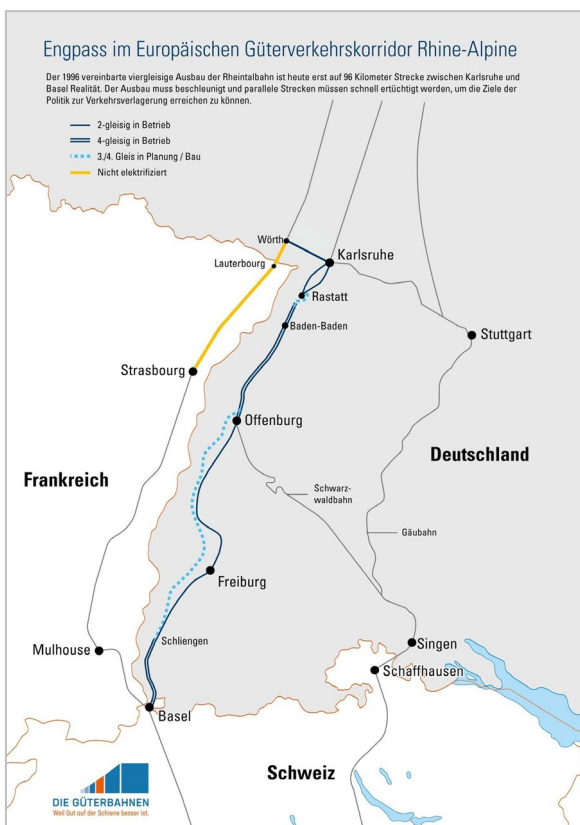 Engpass im Europäischen Güterverkehrskorridor Rhine-Alpine
Der 1996 vereinbarte viergleisige Ausbau der Rheintalbahn ist heute erst auf 96 Kilometer Strecke zwischen Karlsruhe und
Basel Realität. Der Ausbau muss beschleunigt und parallele Strecken müssen schnell ertüchtigt werden, um die Ziele der
Politik zur Verkehrsverlagerung erreichen zu können.
2-gleisig in Betrieb
4-gleisig in Betrieb
3./4. Gleis in Planung / Bau
Nicht elektrifiziert
Wörth
Karlsruhe
Lauterbourg
Rastatt
Baden-Baden
Stuttgart
Strasbourg
Offenburg
Deutschland
Frankreich
Schwarz-
waldbahn
Gäubahn
Freiburg
Schliengen
Singen
Mulhouse
Schaffhausen
Basel
Schweiz
DIE GÜTERBAHNEN
Weil Gut auf der Schiene besser ist.